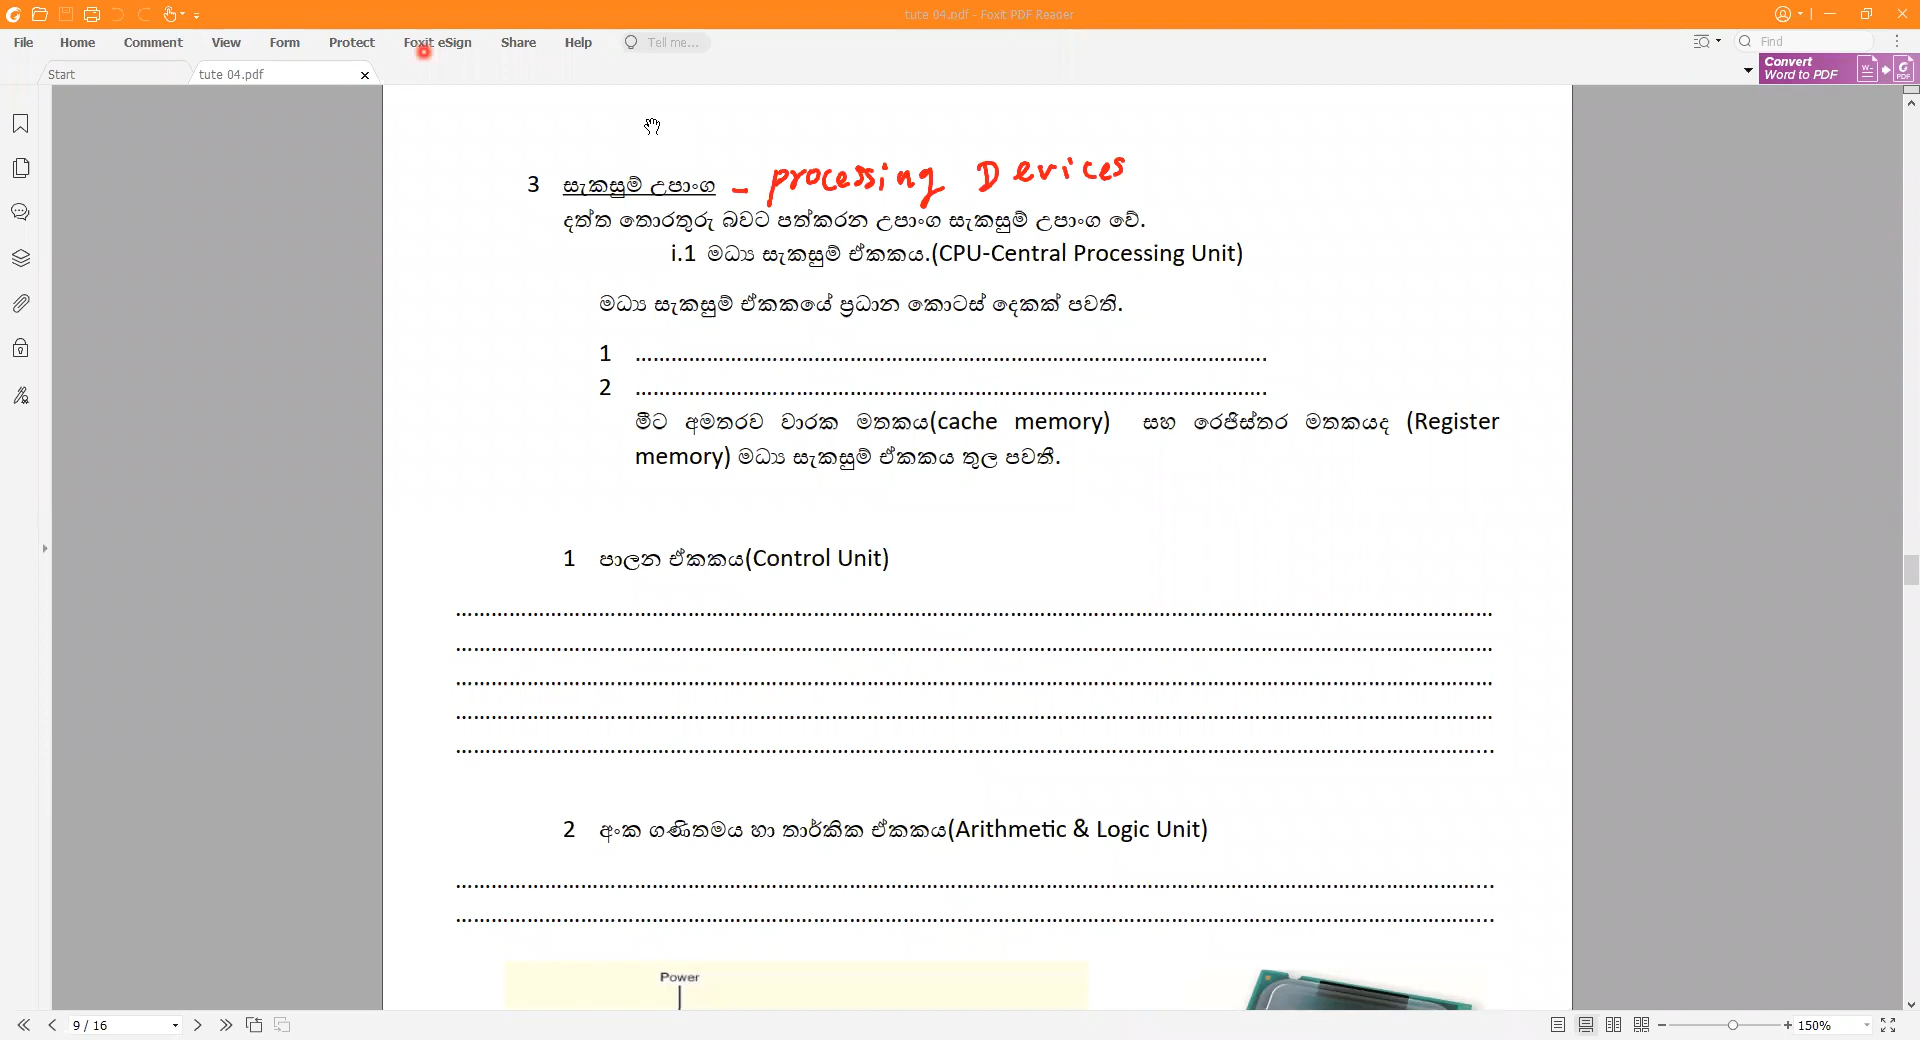 tute 04.pdf - Foxit PDF Reader
File Home Comment View Form Protect Foxit eSign Share Help Tell me... Find
Start tute 04.pdf
Convert
Word to PDF
3 සැකසුම් උපාංග - processing Devices
දත්ත තොරතුරු බවට පත්කරන උපාංග සැකසුම් උපාංග වේ.
i.1 මධ්‍ය සැකසුම් ඒකකය.(CPU-Central Processing Unit)
මධ්‍ය සැකසුම් ඒකකයේ ප්‍රධාන කොටස් දෙකක් පවතී.
1 ..........................................................................................
2 ..........................................................................................
මීට අමතරව වාරක මතකය(cache memory) සහ රෙජිස්තර මතකයද (Register
memory) මධ්‍ය සැකසුම් ඒකකය තුල පවතී.
1 පාලන ඒකකය(Control Unit)
2 අංක ගණිතමය හා තාර්කික ඒකකය(Arithmetic & Logic Unit)
Power
9 / 16 150%